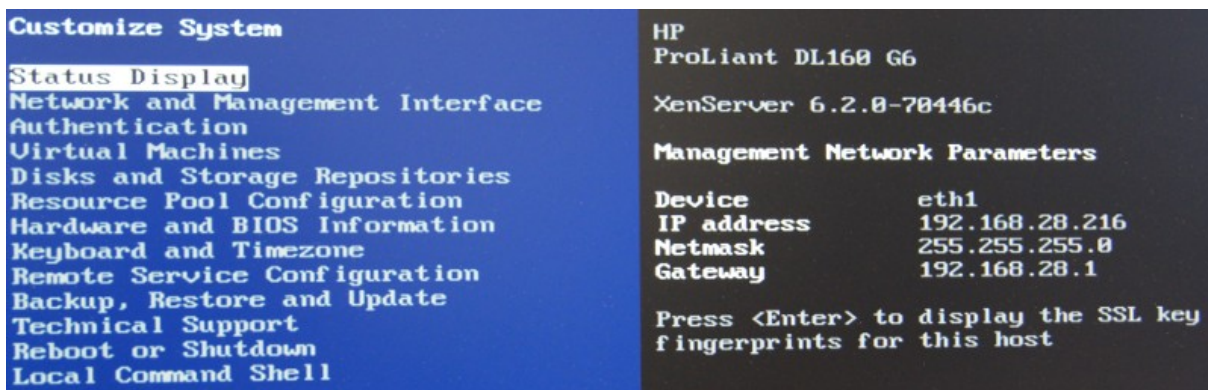 Customize System
Status Display
Network and Management Interface
Authentication
Virtual Machines
Disks and Storage Repositories
Resource Pool Configuration
Hardware and BIOS Information
Keyboard and Timezone
Remote Service Configuration
Backup, Restore and Update
Technical Support
Reboot or Shutdown
Local Command Shell
HP
ProLiant DL160 G6
XenServer 6.2.0-70446c
Management Network Parameters
Device eth1
IP address 192.168.28.216
Netmask 255.255.255.0
Gateway 192.168.28.1
Press <Enter> to display the SSL key
fingerprints for this host